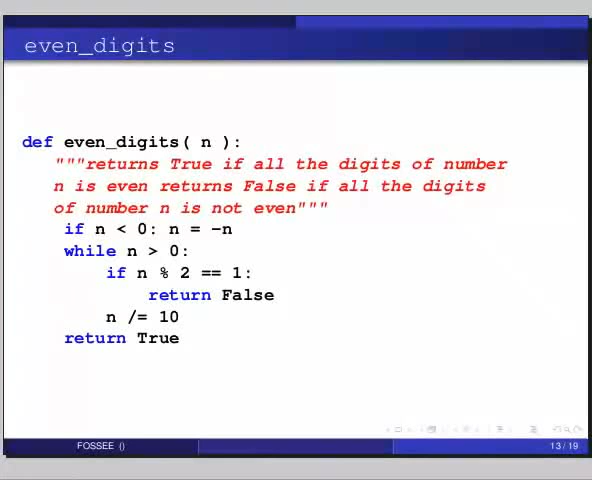 even_digits
def even_digits( n ):
"""returns True if all the digits of number
n is even returns False if all the digits
of number n is not even"""
if n < 0: n = -n
while n > 0:
if n % 2 == 1:
return False
n /= 10
return True
FOSSEE ()
13 / 19